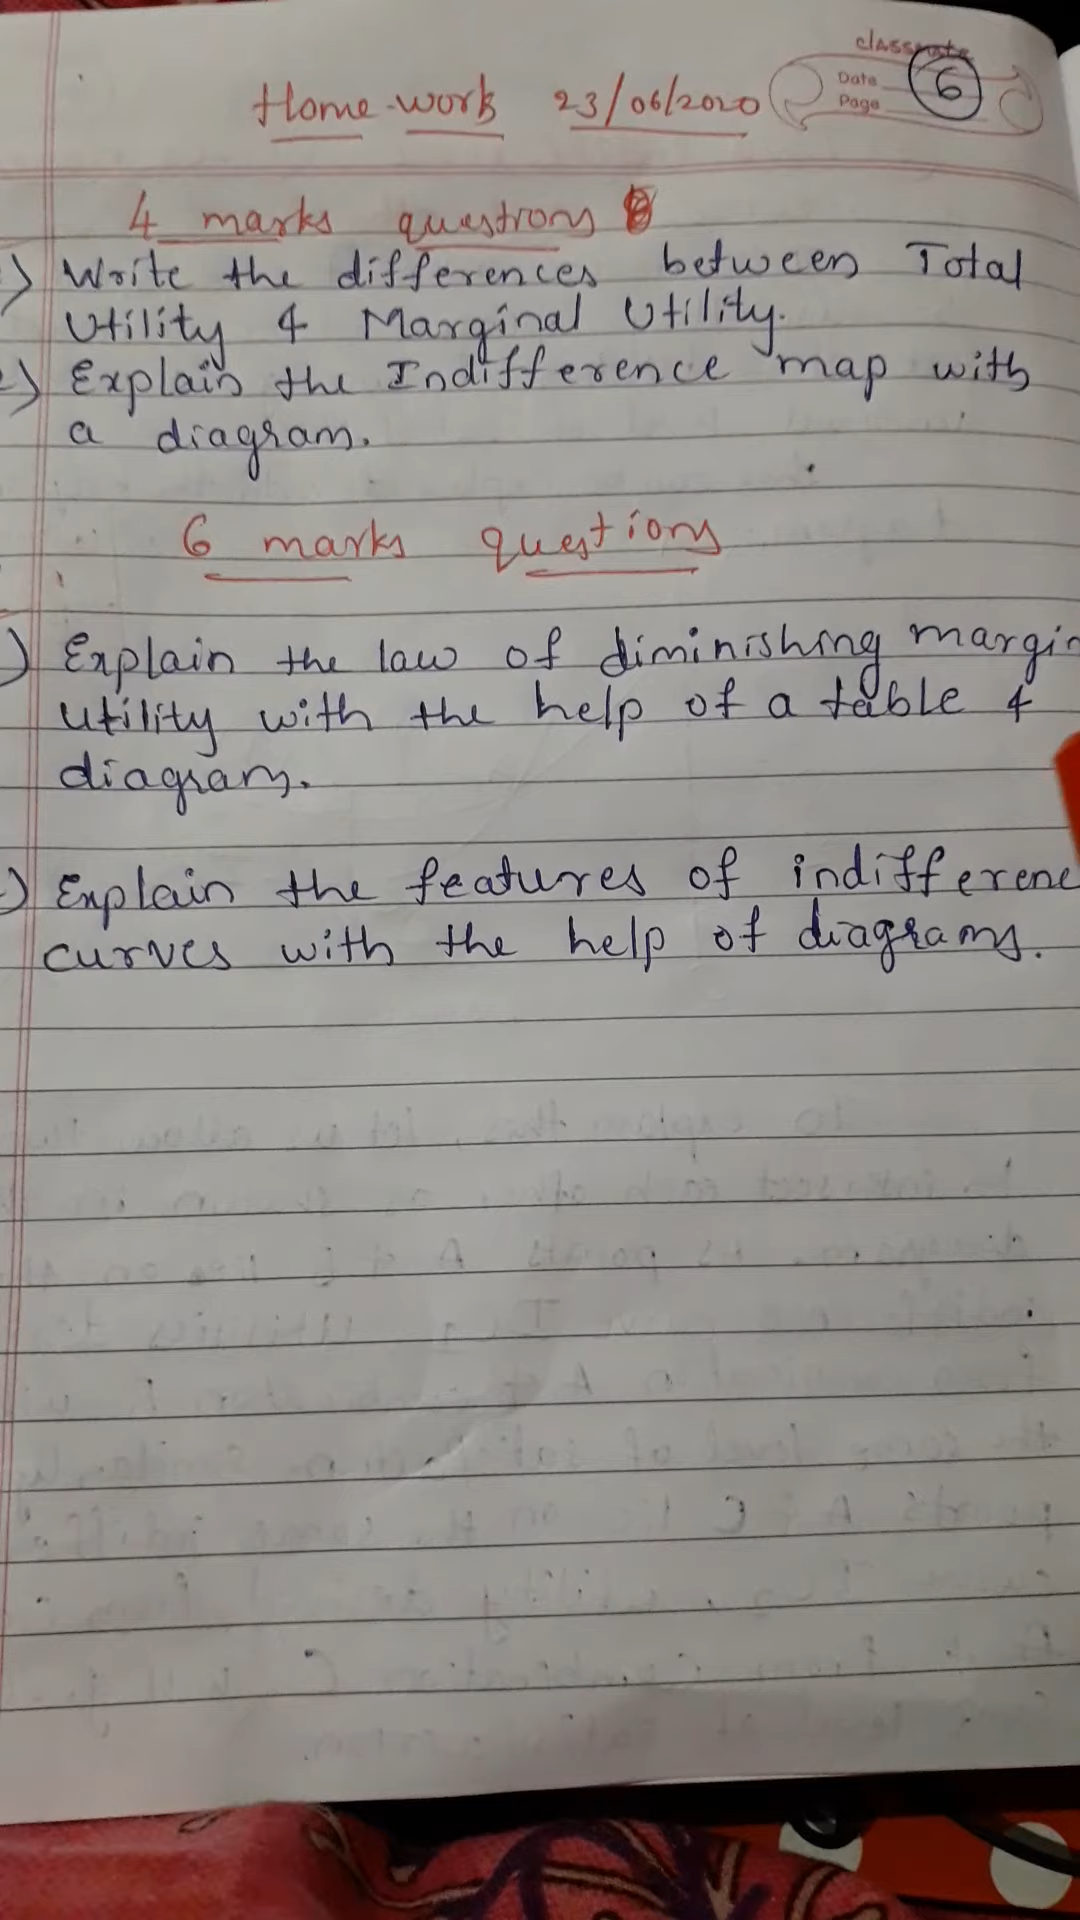 classmate
Date
Page 6
Home-work 23/06/2020
4 marks questions
) Write the differences between Total
Utility & Marginal Utility.
) Explain the Indifference map with
a diagram.
6 marks questions
) Explain the law of diminishing margin
utility with the help of a table &
diagram.
) Explain the features of indifferenc
curves with the help of diagrams.